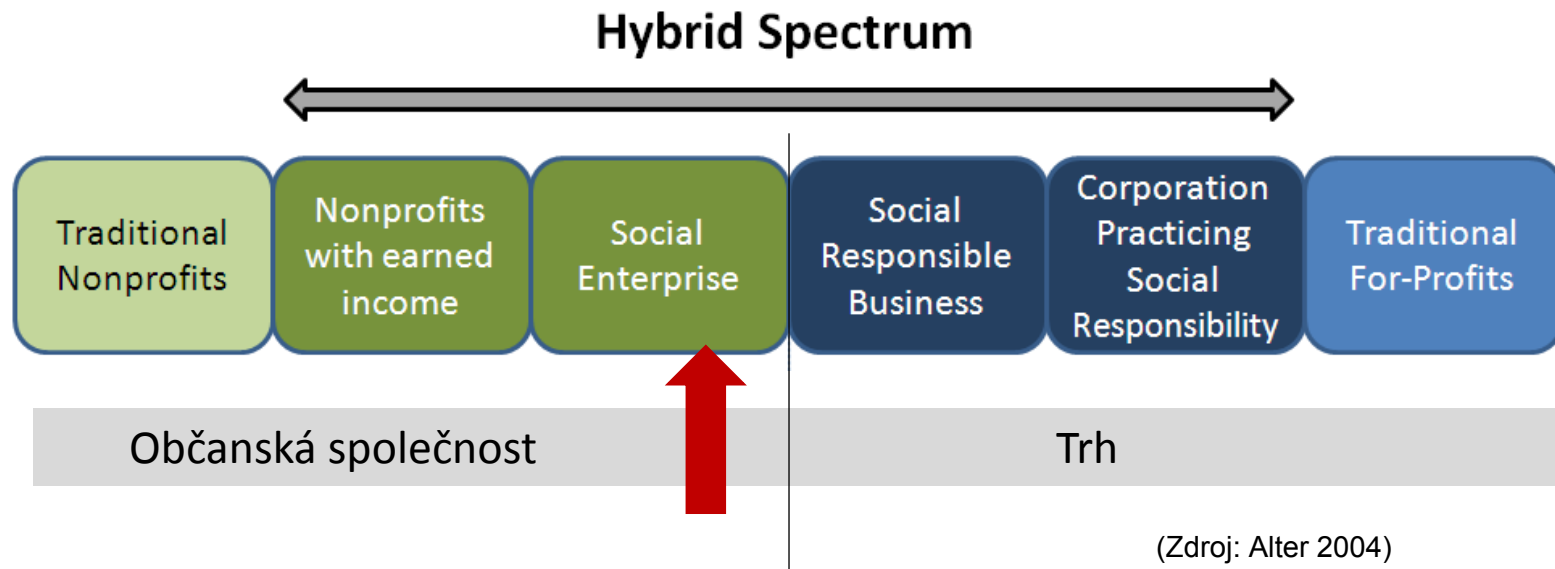 Hybrid Spectrum
Traditional
Nonprofits
Nonprofits
with earned
income
Social
Enterprise
Social
Responsible
Business
Corporation
Practicing
Social
Responsibility
Traditional
For-Profits
Občanská společnost
Trh
(Zdroj: Alter 2004)